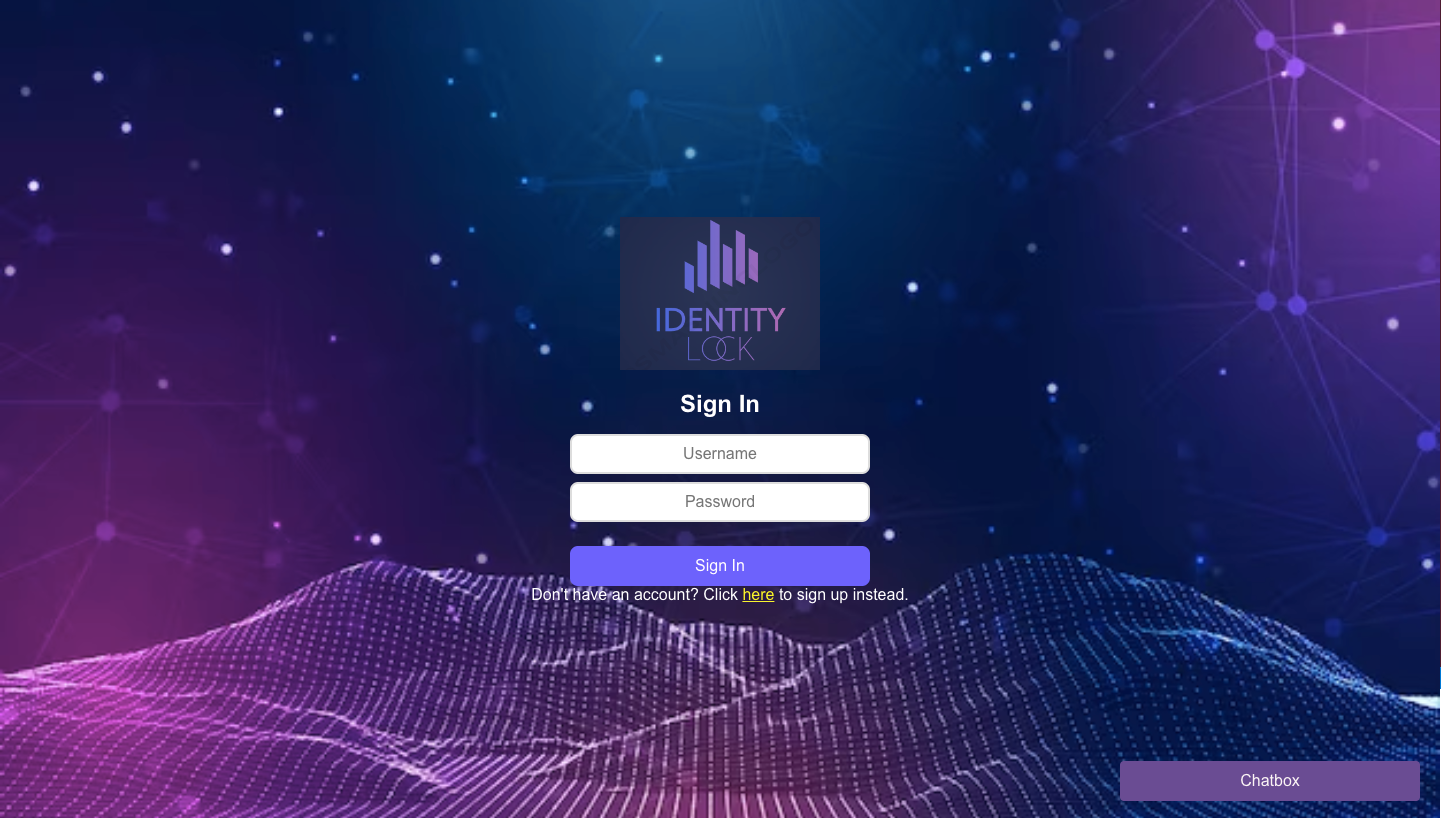 IDENTITY
LOCK
Sign In
Username
Password
Sign In
Don't have an account? Click here to sign up instead.
Chatbox